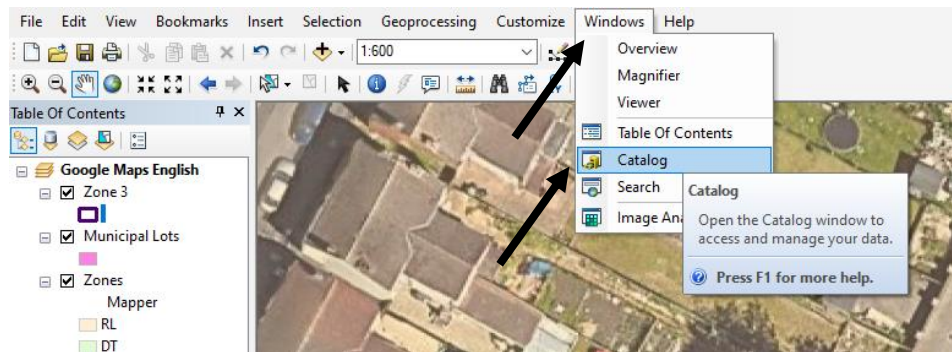 File Edit View Bookmarks Insert Selection Geoprocessing Customize Windows Help
1:600
Overview
Magnifier
Viewer
Table Of Contents
Catalog
Search
Image Ana
Catalog
Open the Catalog window to
access and manage your data.
Press F1 for more help.
Table Of Contents
Google Maps English
Zone 3
Municipal Lots
Zones
Mapper
RL
DT